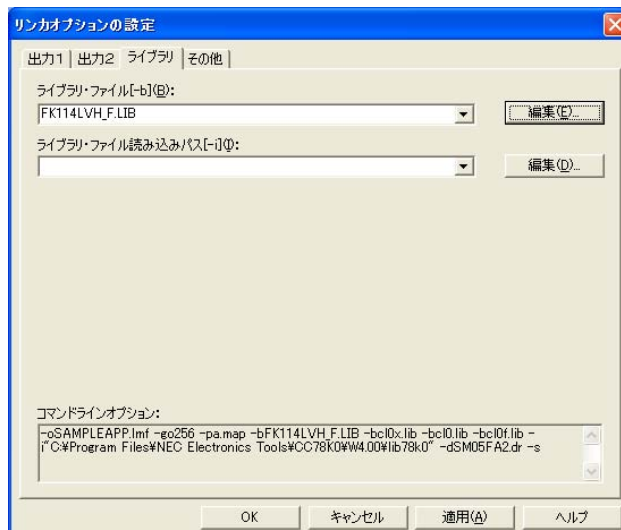 リンカオプションの設定
出力1 出力2 ライブラリ その他
ライブラリ・ファイル[-b](B):
FK114LVH_F.LIB
編集(E)...
ライブラリ・ファイル読み込みパス[-i](I):
編集(D)...
コマンドラインオプション:
-oSAMPLEAPP.lmf -go256 -pa.map -bFK114LVH_F.LIB -bcl0x.lib -bcl0.lib -bcl0f.lib -
i"C:¥Program Files¥NEC Electronics Tools¥CC78K0¥W4.00¥lib78k0" -dSM05FA2.dr -s
OK キャンセル 適用(A) ヘルプ